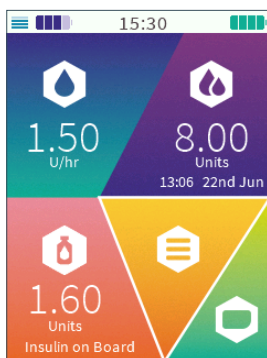 15:30
1.50
U/hr
8.00
Units
13:06 22nd Jun
1.60
Units
Insulin on Board